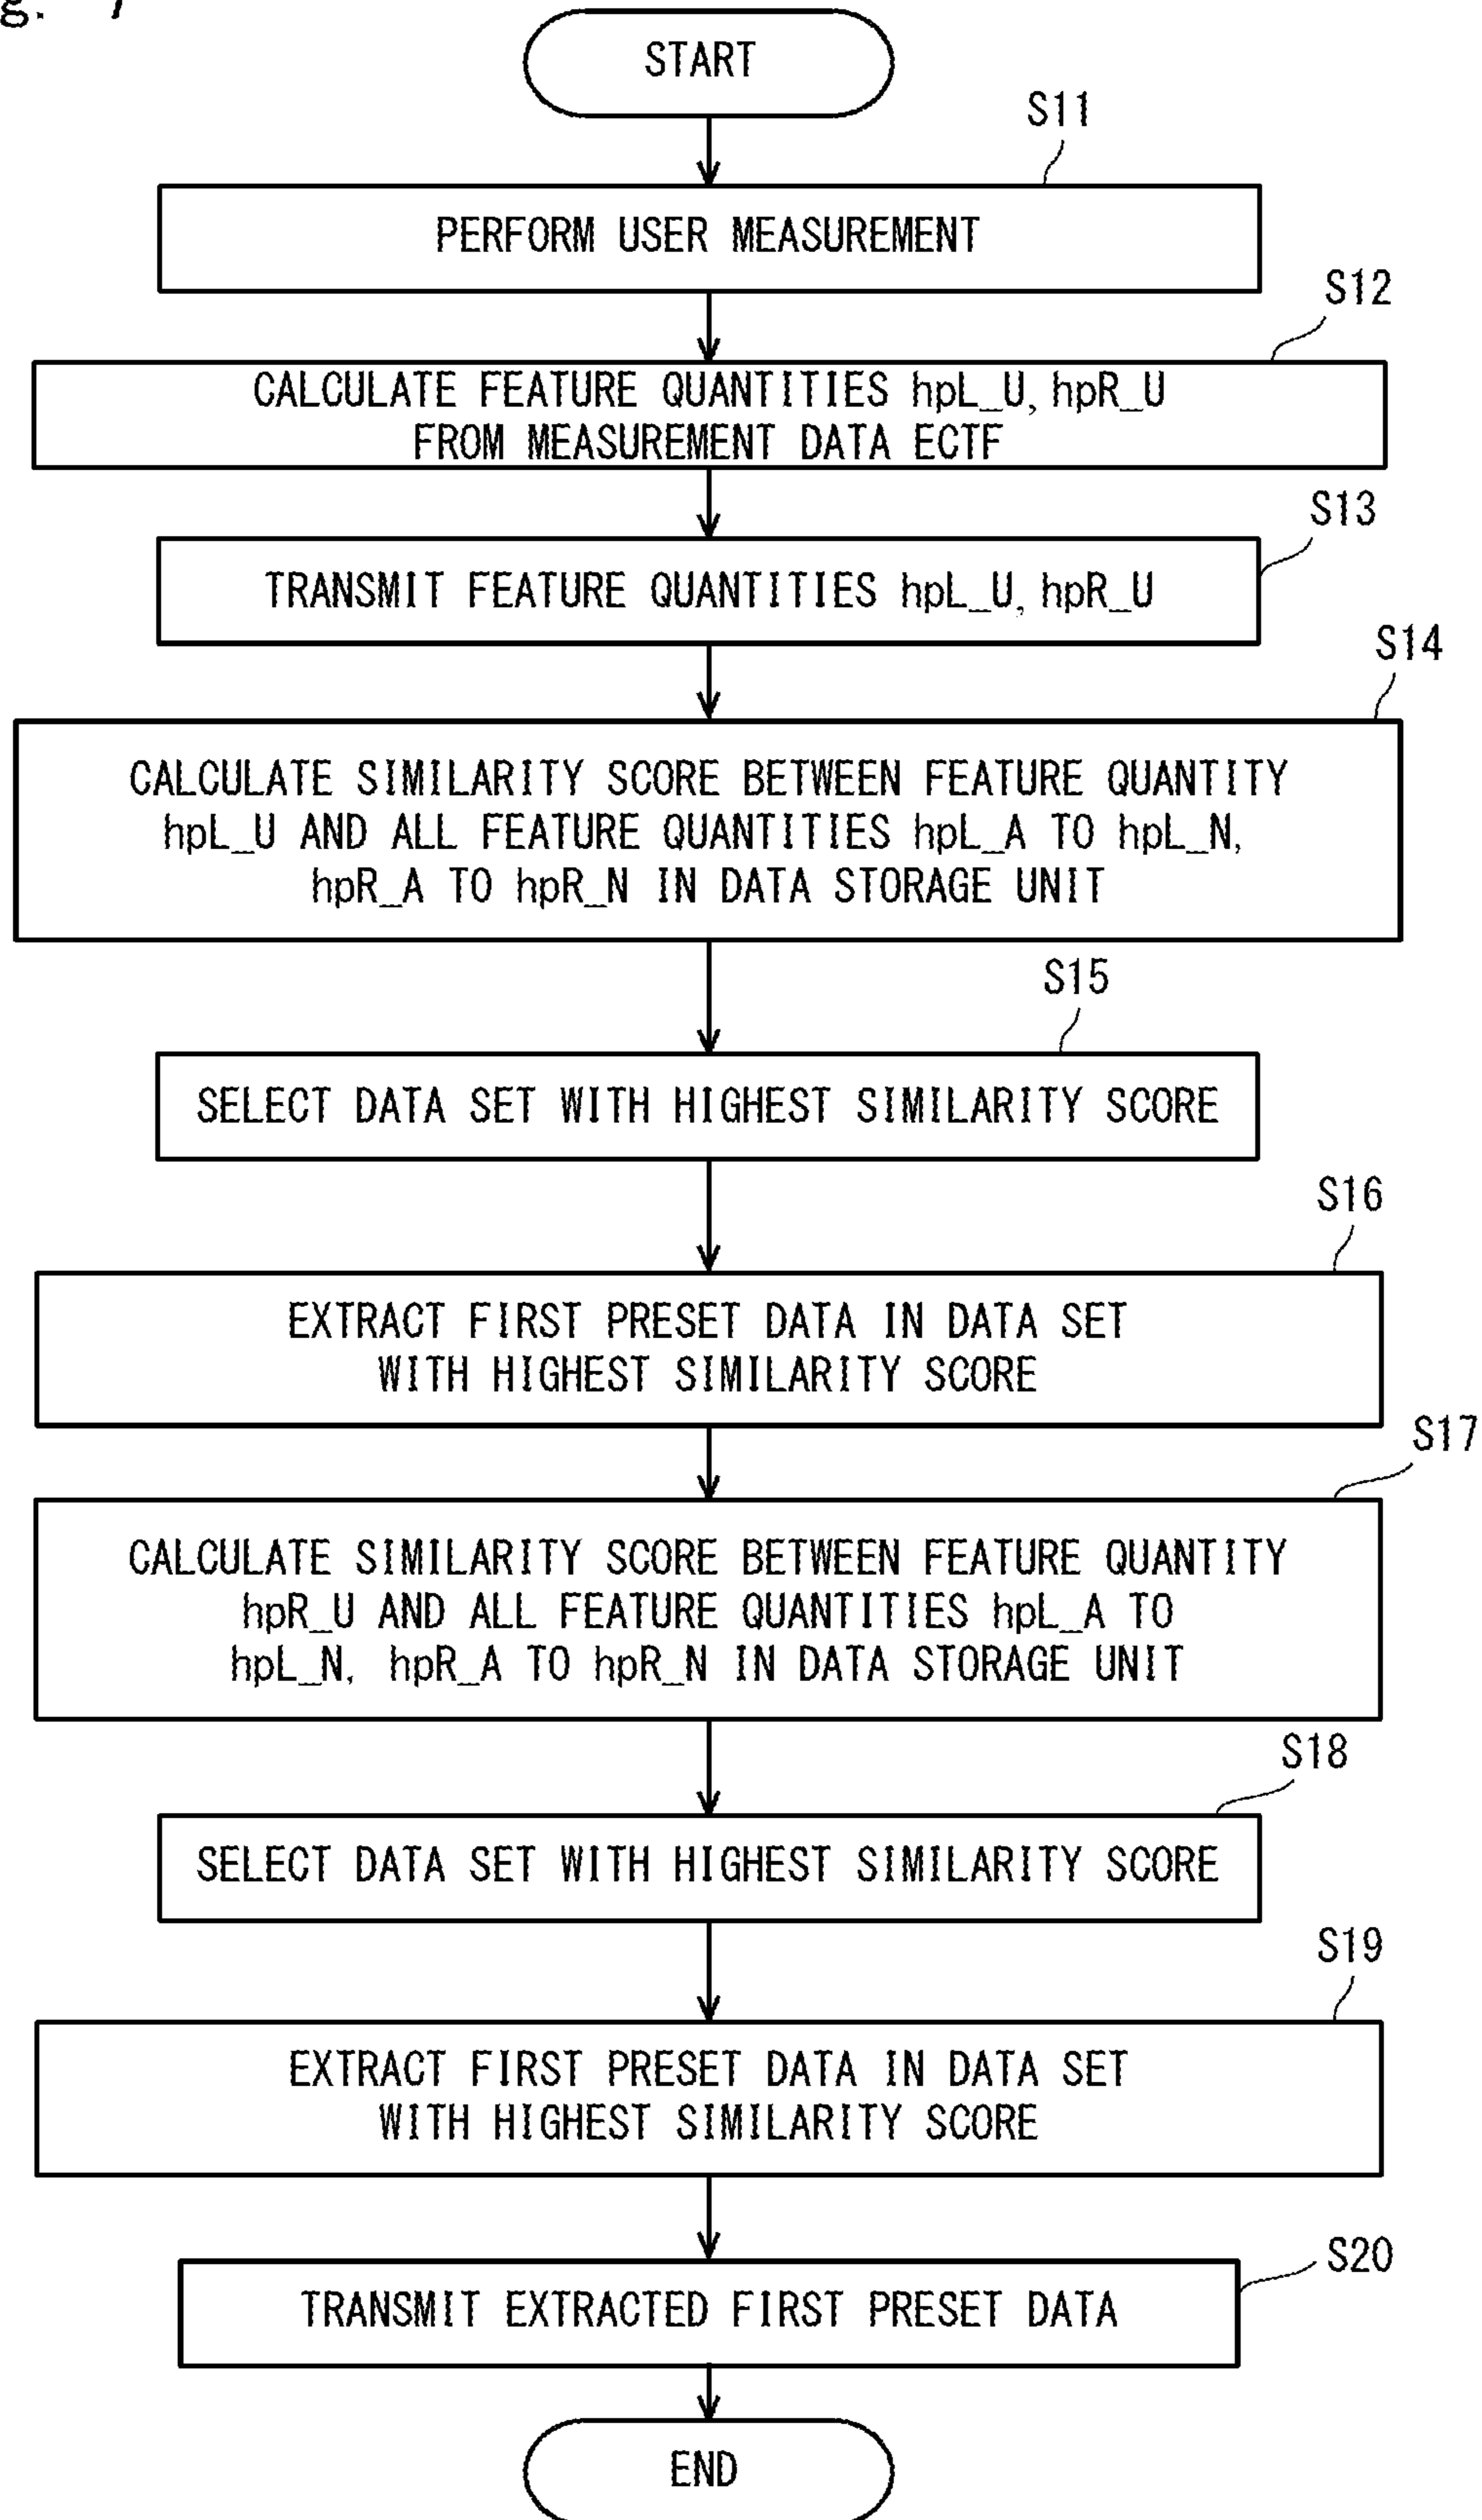 g. 7
START
S11
PERFORM USER MEASUREMENT
S12
CALCULATE FEATURE QUANTITIES hpL_U, hpR_U
FROM MEASUREMENT DATA ECTF
S13
TRANSMIT FEATURE QUANTITIES hpL_U, hpR_U
S14
CALCULATE SIMILARITY SCORE BETWEEN FEATURE QUANTITY
hpL_U AND ALL FEATURE QUANTITIES hpL_A TO hpL_N,
hpR_A TO hpR_N IN DATA STORAGE UNIT
S15
SELECT DATA SET WITH HIGHEST SIMILARITY SCORE
S16
EXTRACT FIRST PRESET DATA IN DATA SET
WITH HIGHEST SIMILARITY SCORE
S17
CALCULATE SIMILARITY SCORE BETWEEN FEATURE QUANTITY
hpR_U AND ALL FEATURE QUANTITIES hpL_A TO
hpL_N, hpR_A TO hpR_N IN DATA STORAGE UNIT
S18
SELECT DATA SET WITH HIGHEST SIMILARITY SCORE
S19
EXTRACT FIRST PRESET DATA IN DATA SET
WITH HIGHEST SIMILARITY SCORE
S20
TRANSMIT EXTRACTED FIRST PRESET DATA
END